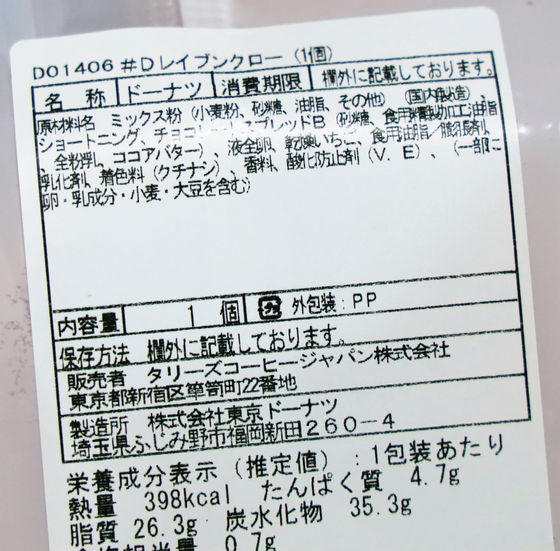 D01406 #Dレイブンクロー (1個)
名 称 ドーナツ 消費期限 欄外に記載しております。
原材料名 ミックス粉(小麦粉、砂糖、油脂、その他)(国内製造)、
ショートニング、チョコレートスプレッドB(砂糖、食用精製加工油脂
、全粉乳、ココアバター)、液全卵、乾燥いちご、食用油脂/膨脹剤、
乳化剤、着色料(クチナシ)、香料、酸化防止剤(V.E)、(一部に
卵・乳成分・小麦・大豆を含む)
内容量 1 個 プラ 外包装:PP
保存方法 欄外に記載しております。
販売者 タリーズコーヒージャパン株式会社
東京都新宿区箪笥町22番地
製造所 株式会社東京ドーナツ
埼玉県ふじみ野市福岡新田260-4
栄養成分表示(推定値):1包装あたり
熱量 398kcal たんぱく質 4.7g
脂質 26.3g 炭水化物 35.3g
食塩相当量 0.7g